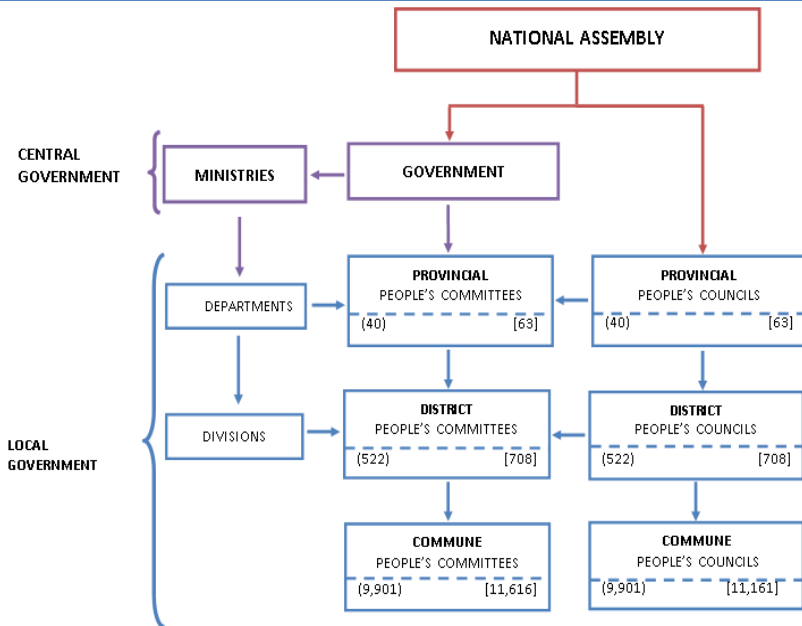 NATIONAL ASSEMBLY
CENTRAL
GOVERNMENT
MINISTRIES
GOVERNMENT
PROVINCIAL
PEOPLE'S COMMITTEES
(40) [63]
PROVINCIAL
PEOPLE'S COUNCILS
(40) [63]
DEPARTMENTS
DISTRICT
PEOPLE'S COMMITTEES
(522) [708]
DISTRICT
PEOPLE'S COUNCILS
(522) [708]
DIVISIONS
LOCAL
GOVERNMENT
COMMUNE
PEOPLE'S COMMITTEES
(9,901) [11,616]
COMMUNE
PEOPLE'S COUNCILS
(9,901) [11,161]